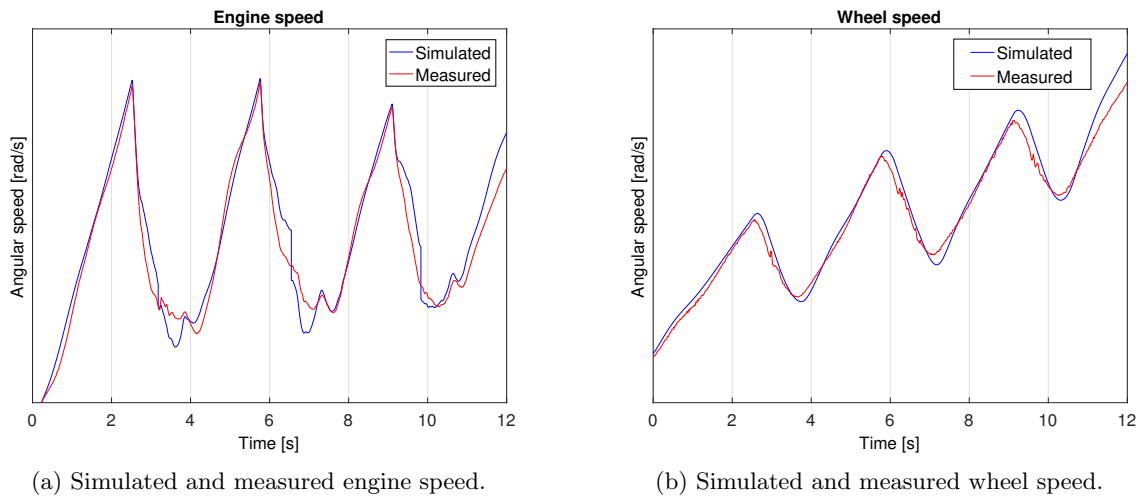 Engine speed
Simulated
Measured
Angular speed [rad/s]
0 2 4 6 8 10 12
Time [s]
(a) Simulated and measured engine speed.
Wheel speed
Simulated
Measured
Angular speed [rad/s]
0 2 4 6 8 10 12
Time [s]
(b) Simulated and measured wheel speed.